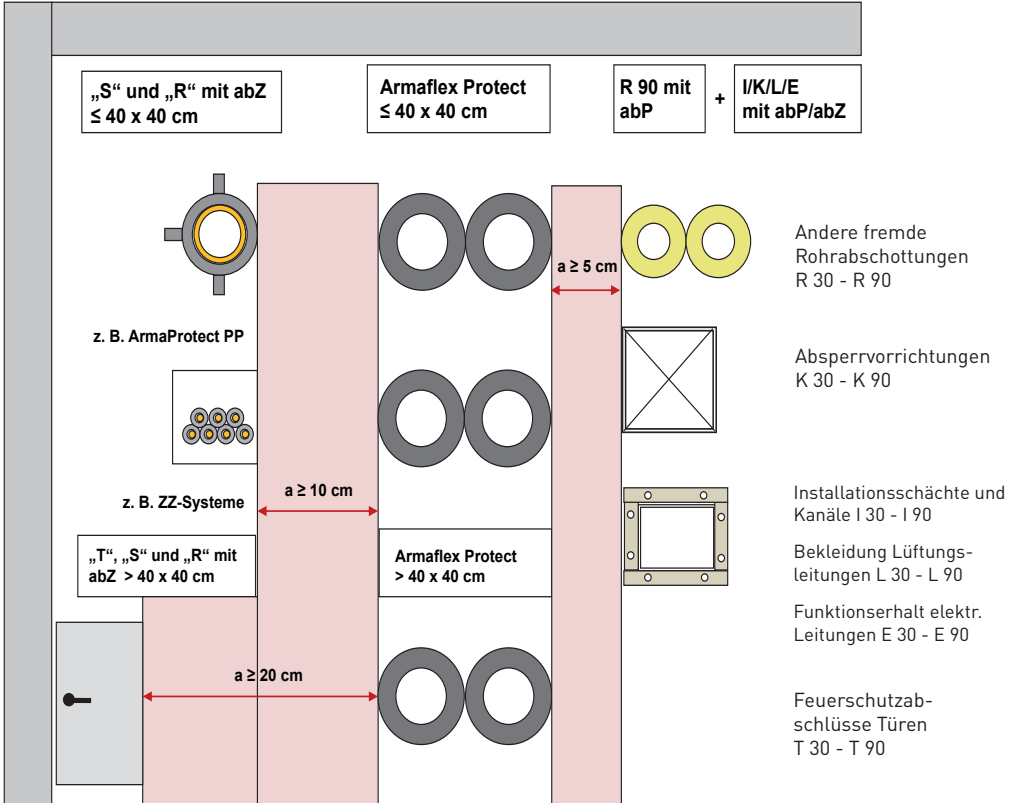 „S“ und „R“ mit abZ
≤ 40 x 40 cm
Armaflex Protect
≤ 40 x 40 cm
R 90 mit
abP
+
I/K/L/E
mit abP/abZ
a ≥ 5 cm
Andere fremde
Rohrabschottungen
R 30 - R 90
z. B. ArmaProtect PP
Absperrvorrichtungen
K 30 - K 90
z. B. ZZ-Systeme
a ≥ 10 cm
Installationsschächte und
Kanäle I 30 - I 90
„T“, „S“ und „R“ mit
abZ > 40 x 40 cm
Armaflex Protect
> 40 x 40 cm
Bekleidung Lüftungs-
leitungen L 30 - L 90
Funktionserhalt elektr.
Leitungen E 30 - E 90
a ≥ 20 cm
Feuerschutzab-
schlüsse Türen
T 30 - T 90